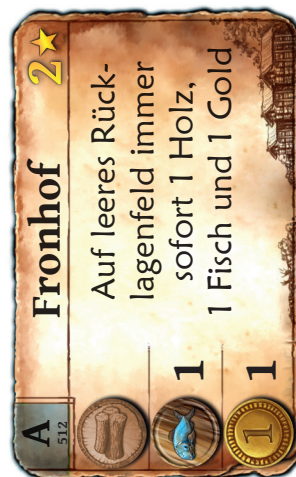 A
512
Fronhof
2
Auf leeres Rück-
lagenfeld immer
sofort 1 Holz,
1 Fisch und 1 Gold
1
1
1